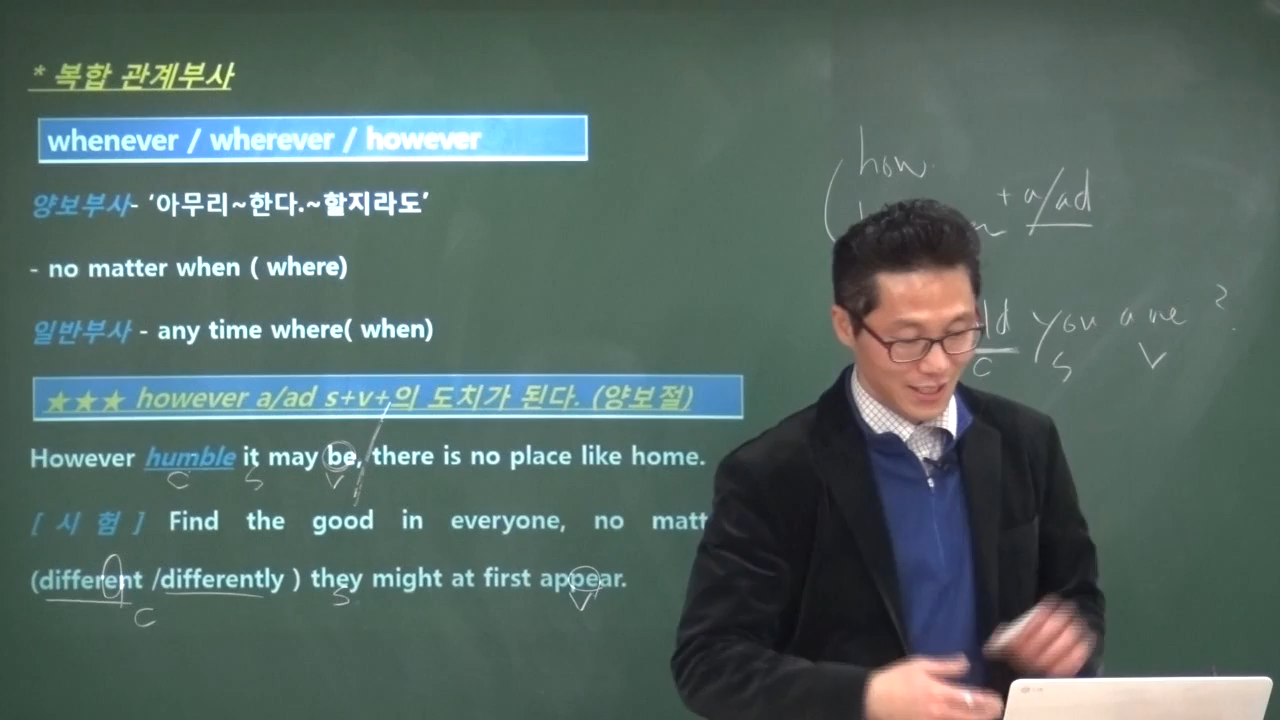 * 복합 관계부사
whenever / wherever / however
양보부사- ‘아무리~한다.~할지라도’
- no matter when ( where)
일반부사 - any time where( when)
★★★ however a/ad s+v+의 도치가 된다. (양보절)
However humble it may be, there is no place like home.
C S V
[ 시 험 ] Find the good in everyone, no matt
(different /differently ) they might at first appear.
C S V
how
+ a/ad
you are ?
C S V